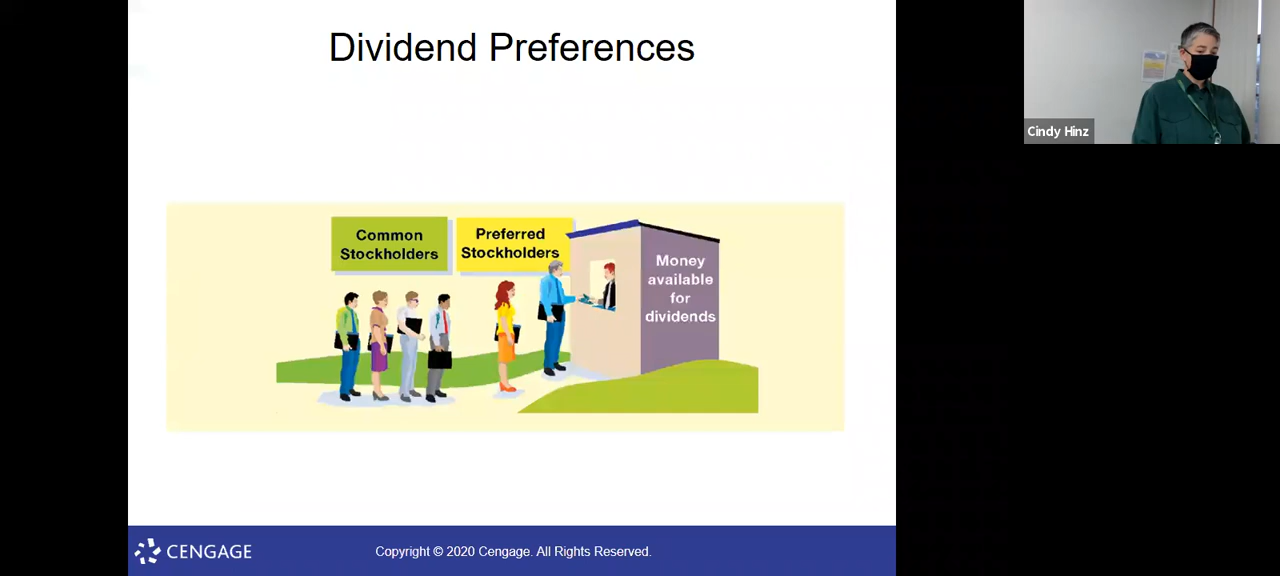 Dividend Preferences
Common
Stockholders
Preferred
Stockholders
Money
available
for
dividends
CENGAGE
Copyright © 2020 Cengage. All Rights Reserved.
Cindy Hinz